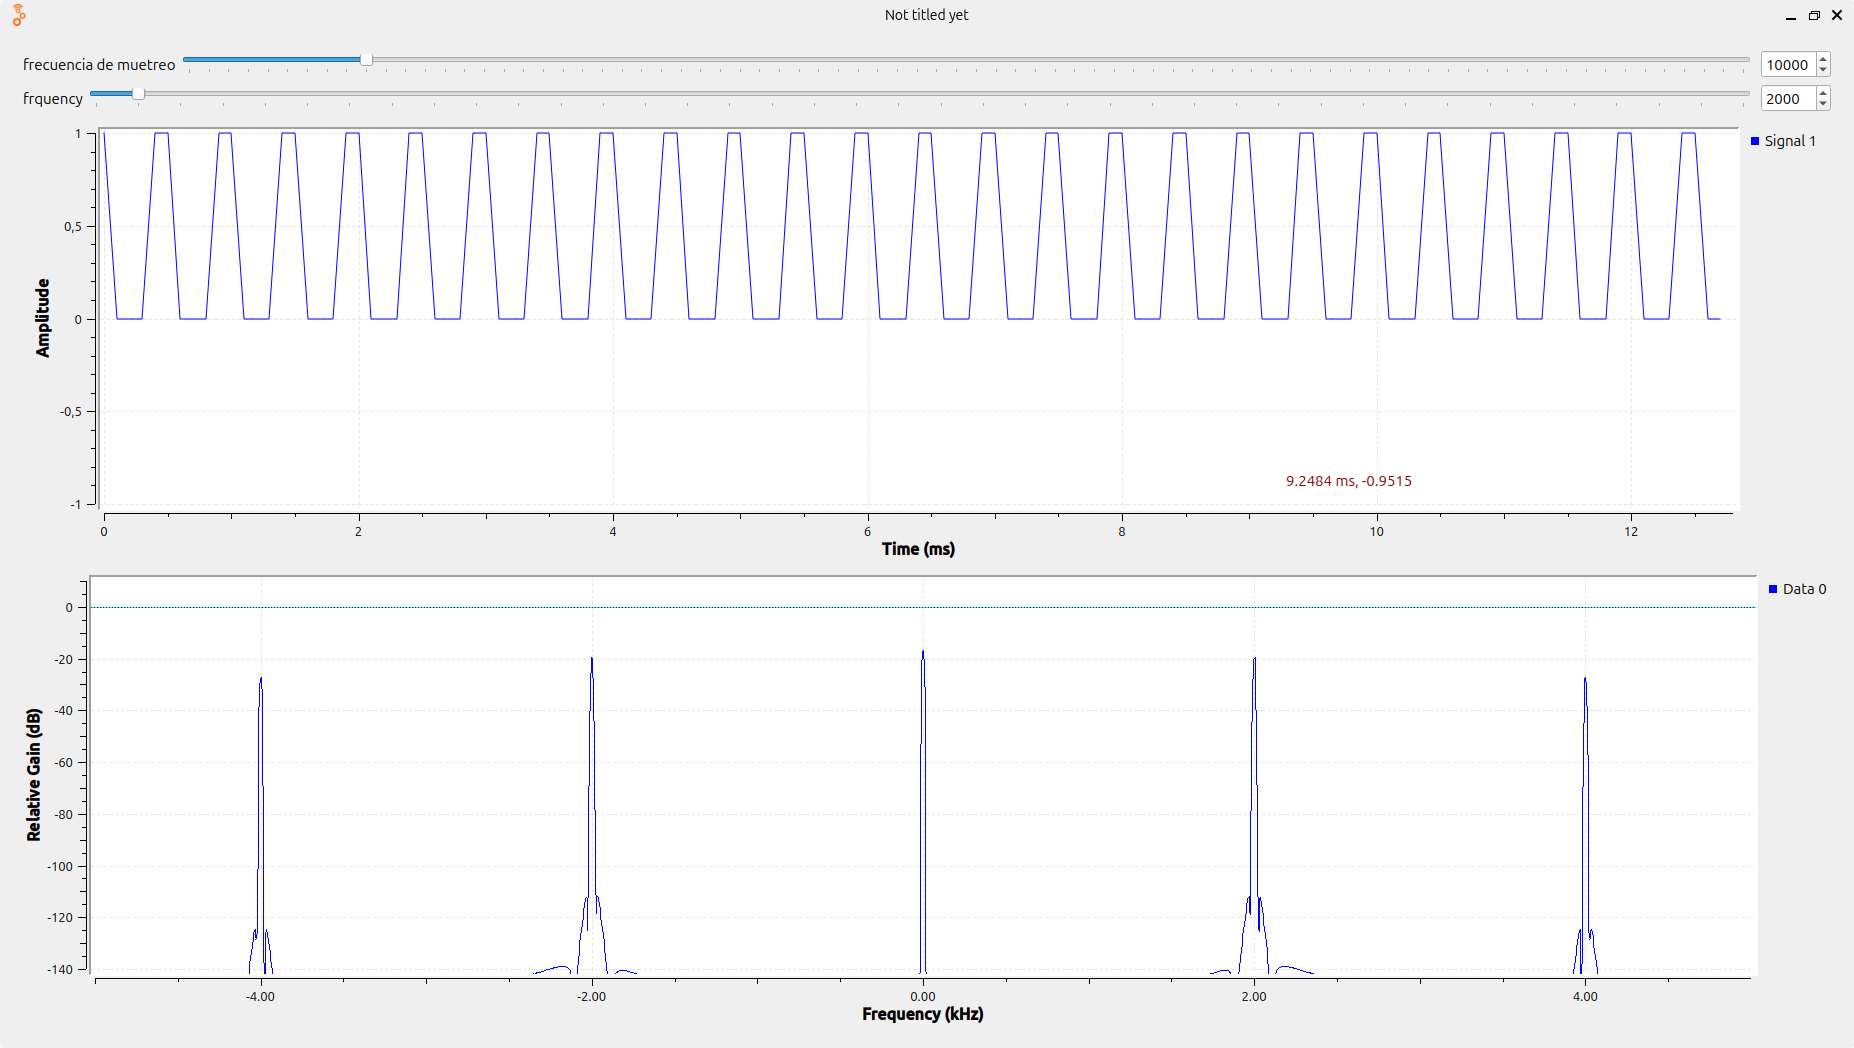 Not titled yet
frecuencia de muetreo 10000
frquency 2000
Signal 1
1
0,5
0
-0,5
-1
Amplitude
9.2484 ms, -0.9515
0 2 4 6 8 10 12
Time (ms)
Data 0
0
-20
-40
-60
-80
-100
-120
-140
Relative Gain (dB)
-4.00 -2.00 0.00 2.00 4.00
Frequency (kHz)